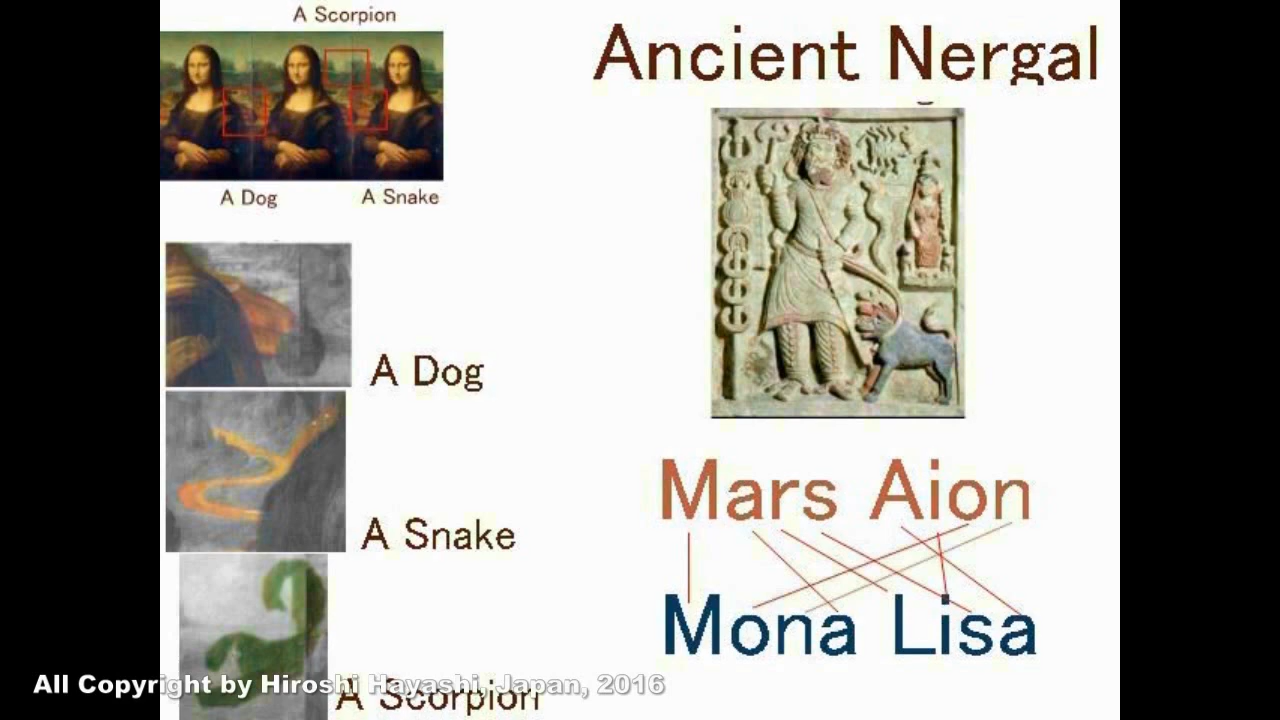 A Scorpion
A Dog
A Snake
Ancient Nergal
A Dog
A Snake
A Scorpion
Mars Aion
Mona Lisa
All Copyright by Hiroshi Hayashi, Japan, 2016